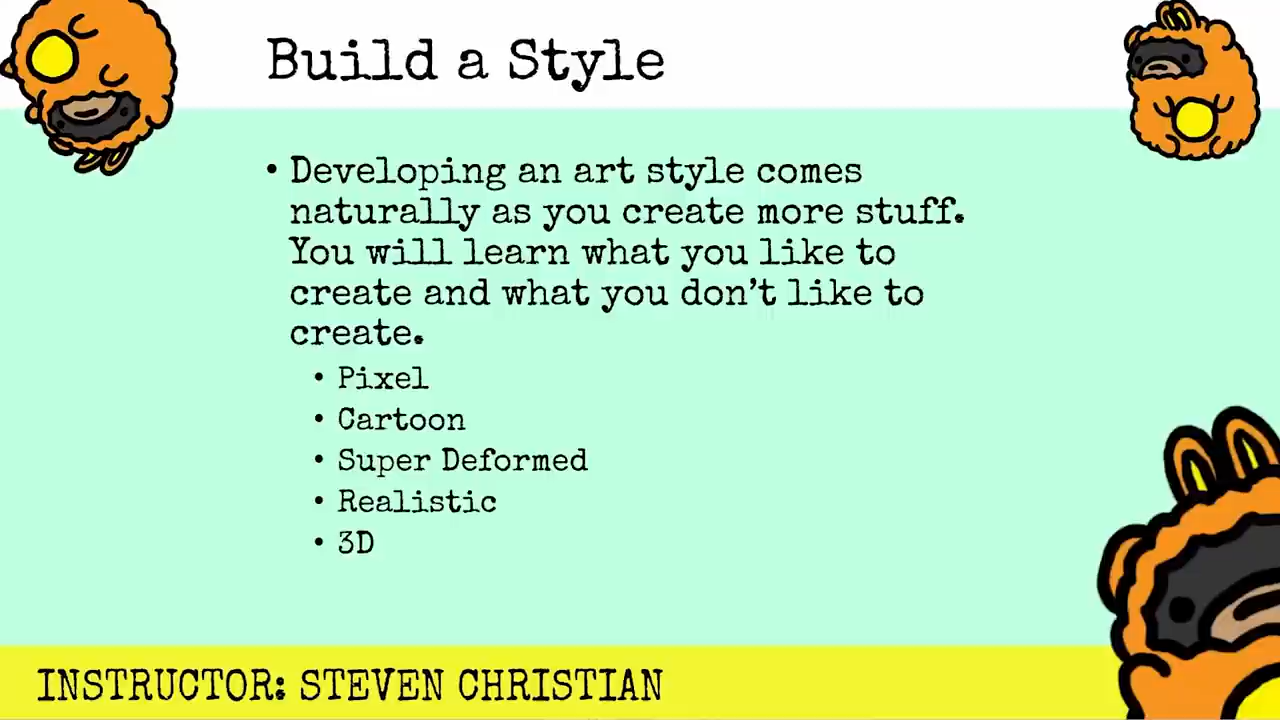 Build a Style
• Developing an art style comes
naturally as you create more stuff.
You will learn what you like to
create and what you don’t like to
create.
• Pixel
• Cartoon
• Super Deformed
• Realistic
• 3D
INSTRUCTOR: STEVEN CHRISTIAN